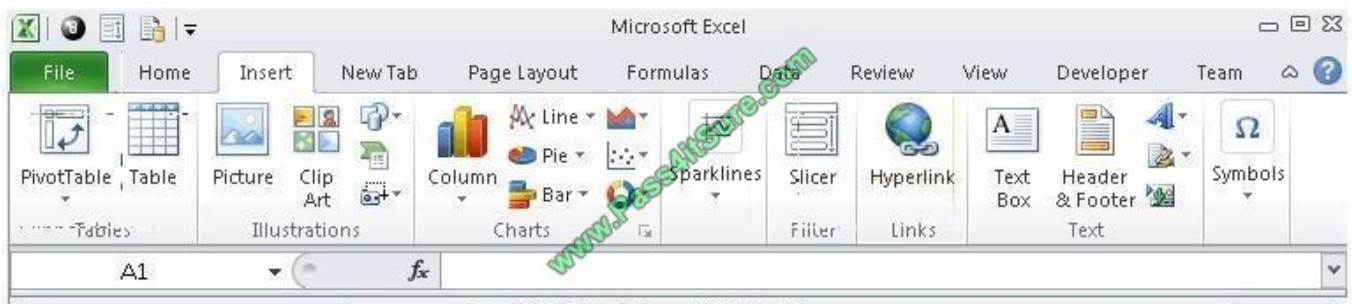 Microsoft Excel
File Home Insert New Tab Page Layout Formulas Data Review View Developer Team
PivotTable Table Picture Clip Art Column Line Pie Bar Sparklines Slicer Hyperlink Text Box Header & Footer Symbols
Tables Illustrations Charts Filter Links Text
A1 fx
www.Pass4itSure.com